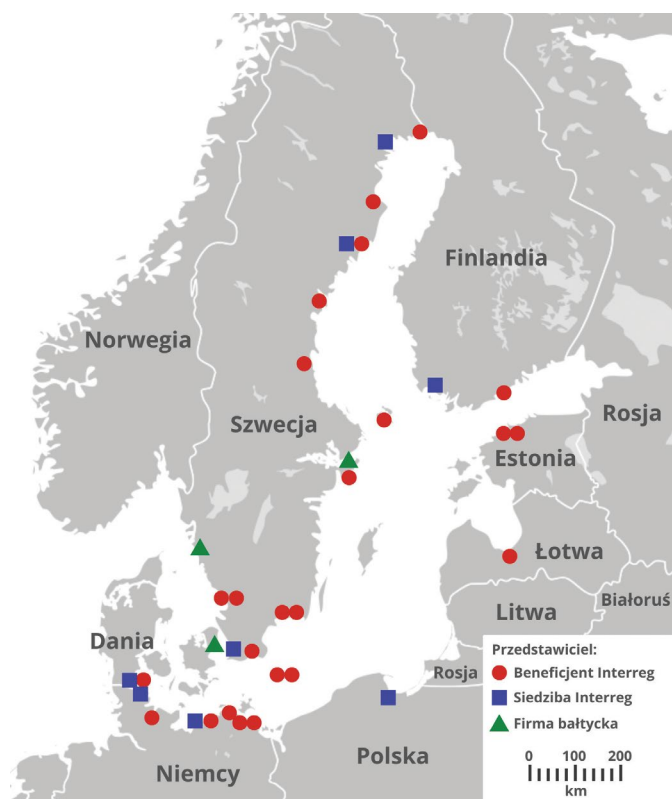 Finlandia
Norwegia
Szwecja
Rosja
Estonia
Łotwa
Białoruś
Litwa
Dania
Rosja
Polska
Niemcy
Przedstawiciel:
Beneficjent Interreg
Siedziba Interreg
Firma bałtycka
0 100 200
km